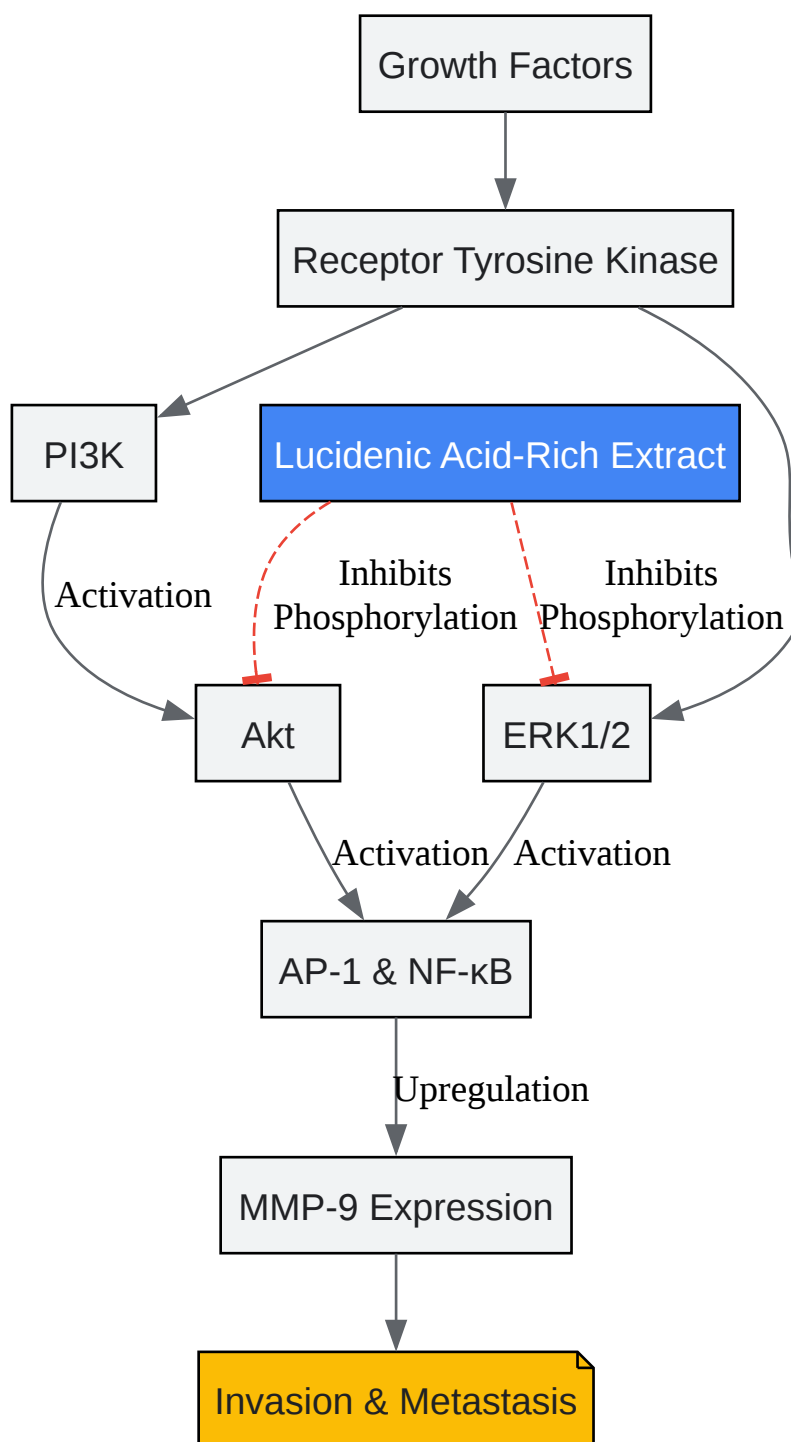 Growth Factors
Receptor Tyrosine Kinase
PI3K
Lucidenic Acid-Rich Extract
Activation
Inhibits
Phosphorylation
Inhibits
Phosphorylation
Akt
ERK1/2
Activation
Activation
AP-1 & NF-κB
Upregulation
MMP-9 Expression
Invasion & Metastasis